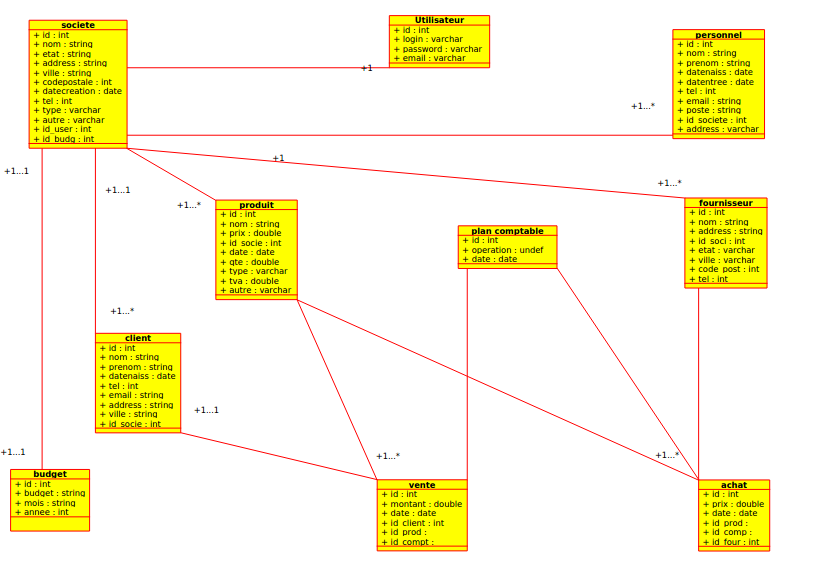 societe
+ id : int
+ nom : string
+ etat : string
+ address : string
+ ville : string
+ codepostale : int
+ datecreation : date
+ tel : int
+ type : varchar
+ autre : varchar
+ id_user : int
+ id_budg : int
Utilisateur
+ id : int
+ login : varchar
+ password : varchar
+ email : varchar
personnel
+ id : int
+ nom : string
+ prenom : string
+ datenaiss : date
+ datentree : date
+ tel : int
+ email : string
+ poste : string
+ id_societe : int
+ address : varchar
+1
+1...*
+1
+1...1
+1...1
+1...*
+1...*
produit
+ id : int
+ nom : string
+ prix : double
+ id_socie : int
+ date : date
+ qte : double
+ type : varchar
+ tva : double
+ autre : varchar
plan comptable
+ id : int
+ operation : undef
+ date : date
fournisseur
+ id : int
+ nom : string
+ address : string
+ id_soci : int
+ etat : varchar
+ ville : varchar
+ code_post : int
+ tel : int
+1...*
client
+ id : int
+ nom : string
+ prenom : string
+ datenaiss : date
+ tel : int
+ email : string
+ address : string
+ ville : string
+ id_socie : int
+1...1
+1...1
+1...*
+1...*
budget
+ id : int
+ budget : string
+ mois : string
+ annee : int
vente
+ id : int
+ montant : double
+ date : date
+ id_client : int
+ id_prod :
+ id_compt :
achat
+ id : int
+ prix : double
+ date : date
+ id_prod :
+ id_comp :
+ id_four : int